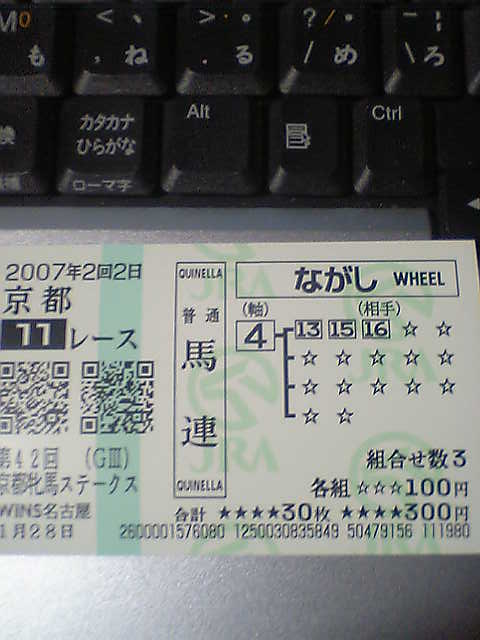 < 、
, ね
> ・ 。
. る
? / ・
/ め
\ ろ
も
カタカナ
ひらがな
ローマ字
Alt
Ctrl
2007年2回2日
京都
11 レース
第42回 (GIII)
京都牝馬ステークス
WINS名古屋
1月28日
QUINELLA
普通
馬連
QUINELLA
ながし WHEEL
(軸) (相手)
4 13 15 16 ☆ ☆
☆ ☆ ☆ ☆ ☆
☆ ☆ ☆ ☆ ☆
☆ ☆
組合せ数3
各組 ☆☆☆100円
合計 ★★★★30枚 ★★★★300円
2600001576080 1250030835849 50479156 111980
JRA